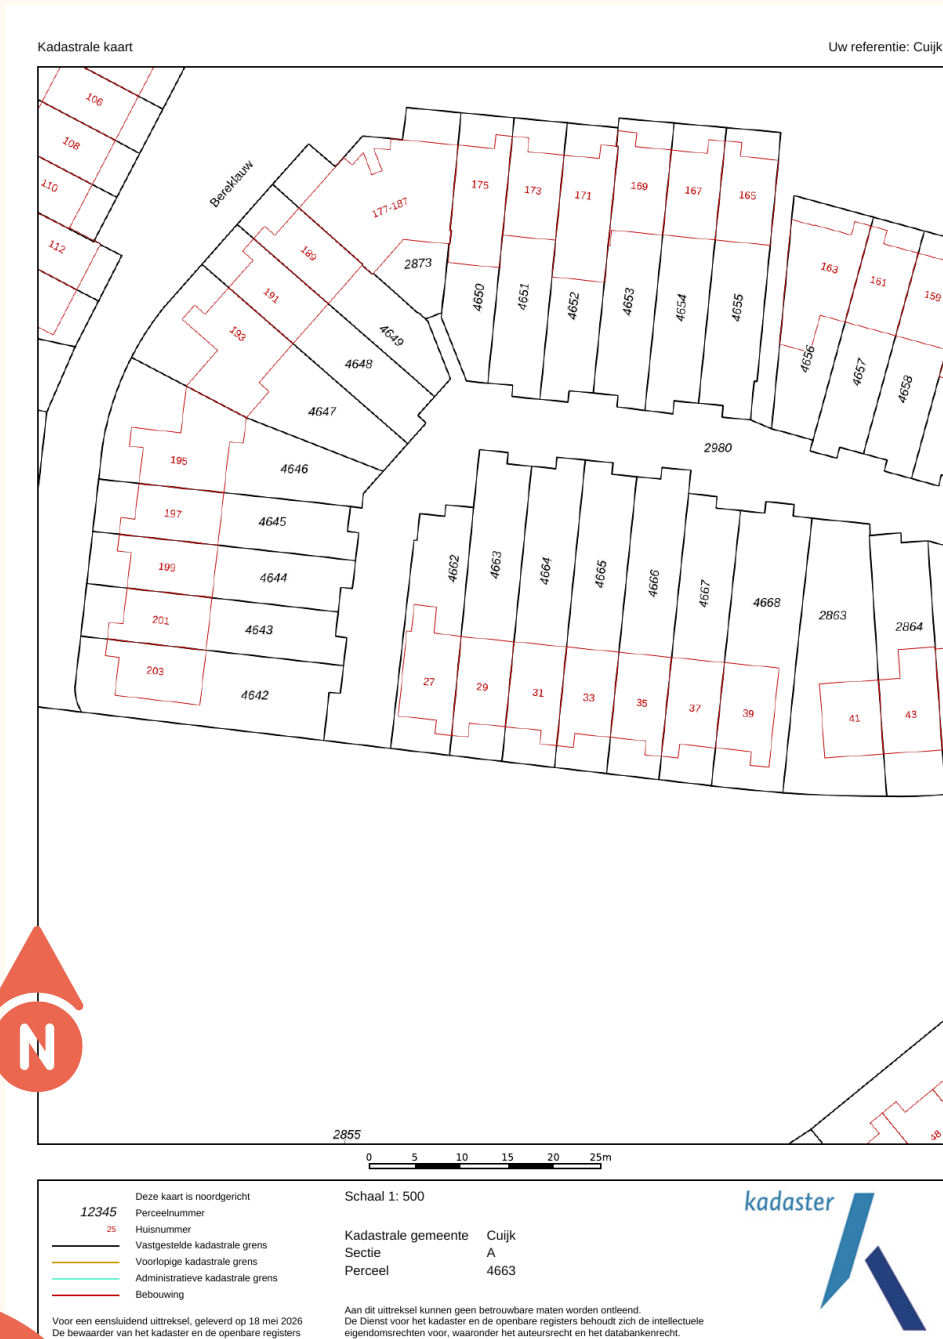 Kadastrale kaart
Uw referentie: Cuijk
106
108
110
112
Bereklauw
177-187
175
173
171
169
167
165
163
161
159
189
191
193
2873
4650
4651
4652
4653
4654
4655
4656
4657
4658
4649
4648
4647
2980
195
4646
197
4645
199
4644
201
4643
203
4642
4662
4663
4664
4665
4666
4667
4668
2863
2864
27
29
31
33
35
37
39
41
43
N
48
2855
0 5 10 15 20 25m
Deze kaart is noordgericht
12345 Perceelnummer
25 Huisnummer
Vastgestelde kadastrale grens
Voorlopige kadastrale grens
Administratieve kadastrale grens
Bebouwing
Voor een eensluidend uittreksel, geleverd op 18 mei 2026
De bewaarder van het kadaster en de openbare registers
Schaal 1: 500
Kadastrale gemeente Cuijk
Sectie A
Perceel 4663
Aan dit uittreksel kunnen geen betrouwbare maten worden ontleend.
De Dienst voor het kadaster en de openbare registers behoudt zich de intellectuele
eigendomsrechten voor, waaronder het auteursrecht en het databankenrecht.
kadaster